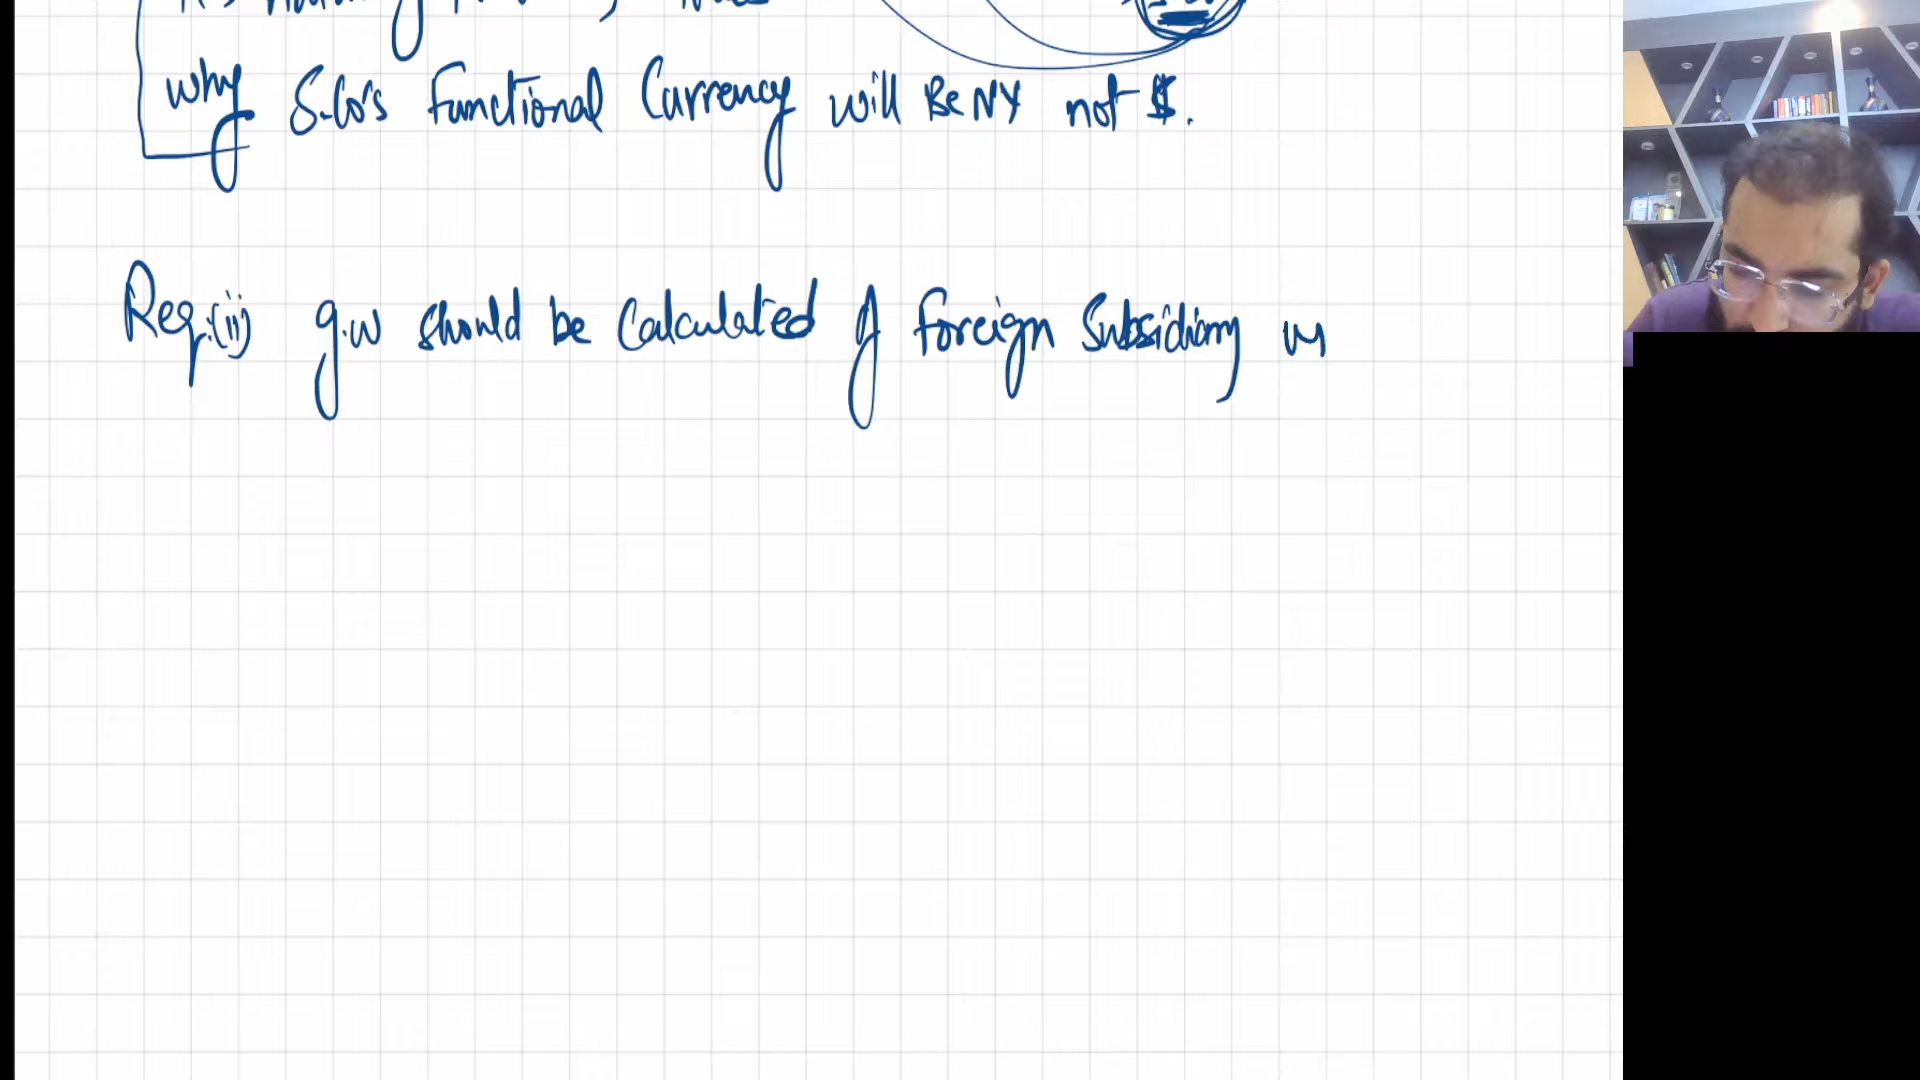 why S.Co's Functional Currency will Be NY not $.
Req.(ii) g.w should be Calculated of foreign Subsidiary in